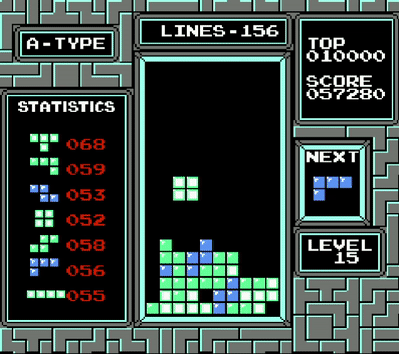 LINES-156
A-TYPE
TOP
010000
SCORE
057280
STATISTICS
068
059
053
052
058
056
055
NEXT
LEVEL
15